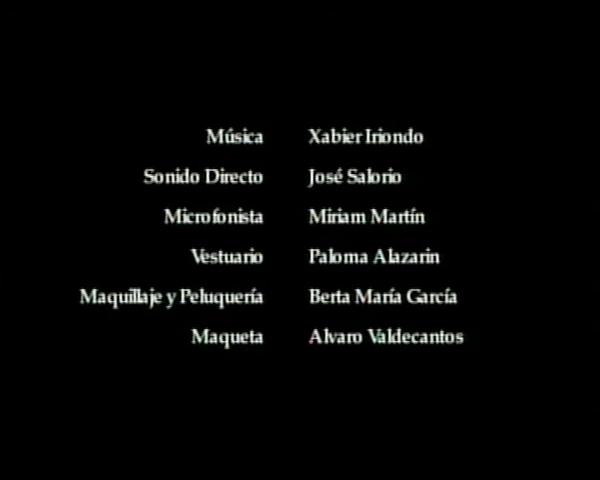 Música Xabier Iriondo
Sonido Directo José Salorio
Microfonista Miriam Martín
Vestuario Paloma Alazarin
Maquillaje y Peluquería Berta María García
Maqueta Alvaro Valdecantos